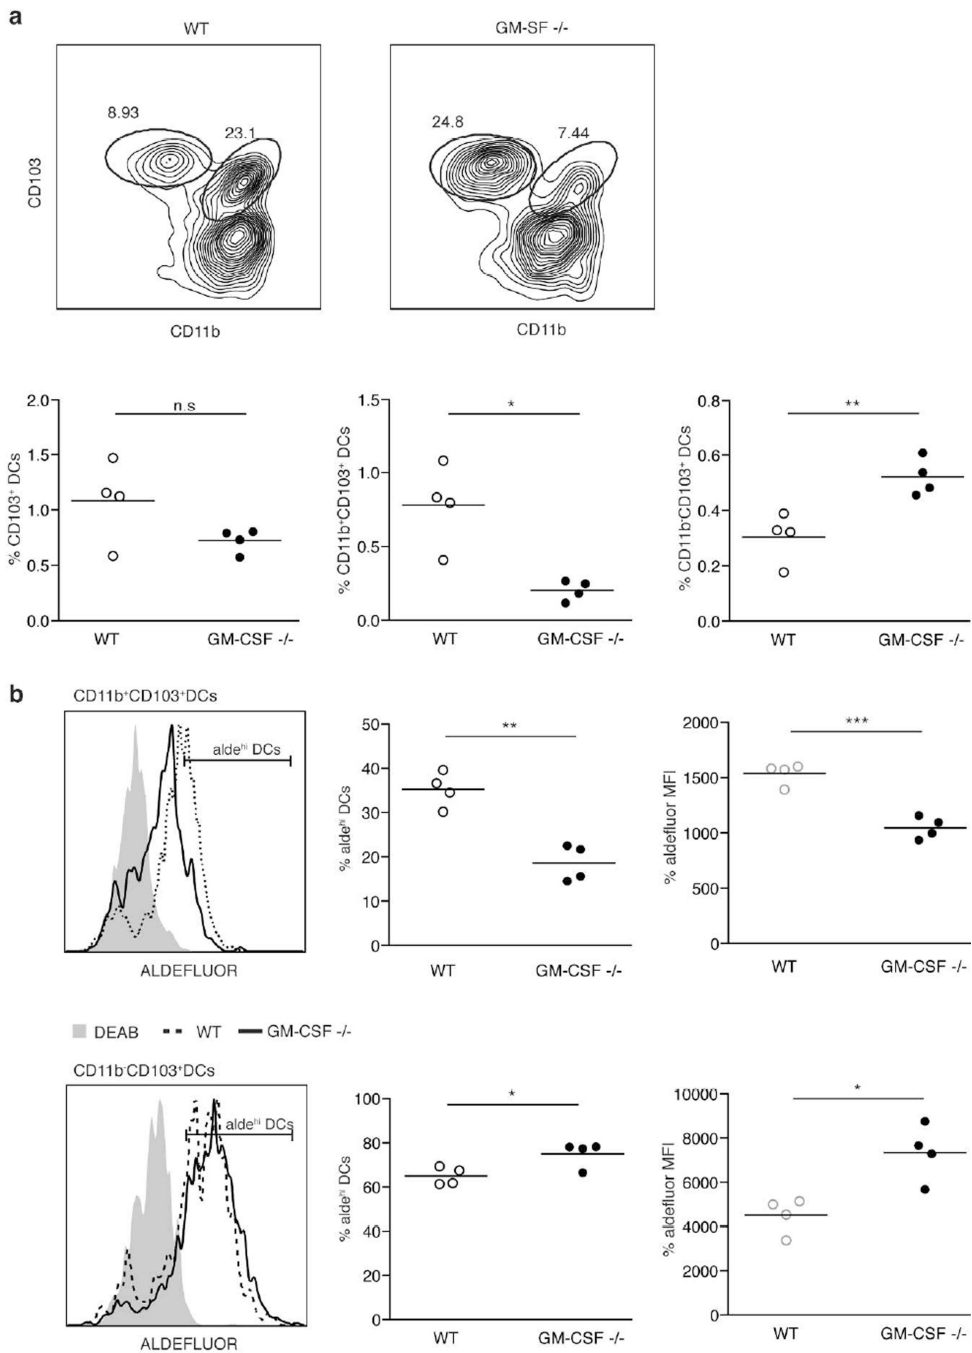 a
WT
GM-SF -/-
8.93
23.1
24.8
7.44
CD103
CD11b
CD11b
2.0
1.5
1.0
0.5
0.0
% CD103⁺ DCs
n.s
WT
GM-CSF -/-
1.5
1.0
0.5
0.0
% CD11b⁺CD103⁺ DCs
*
WT
GM-CSF -/-
0.8
0.6
0.4
0.2
0.0
% CD11b⁻CD103⁺ DCs
**
WT
GM-CSF -/-
b
CD11b⁺CD103⁺DCs
aldeʰⁱ DCs
ALDEFLUOR
50
40
30
20
10
0
% aldeʰⁱ DCs
**
WT
GM-CSF -/-
2000
1500
1000
500
0
% aldefluor MFI
***
WT
GM-CSF -/-
DEAB WT GM-CSF -/-
CD11b⁻CD103⁺DCs
aldeʰⁱ DCs
ALDEFLUOR
100
80
60
40
20
0
% aldeʰⁱ DCs
*
WT
GM-CSF -/-
10000
8000
6000
4000
2000
0
% aldefluor MFI
*
WT
GM-CSF -/-